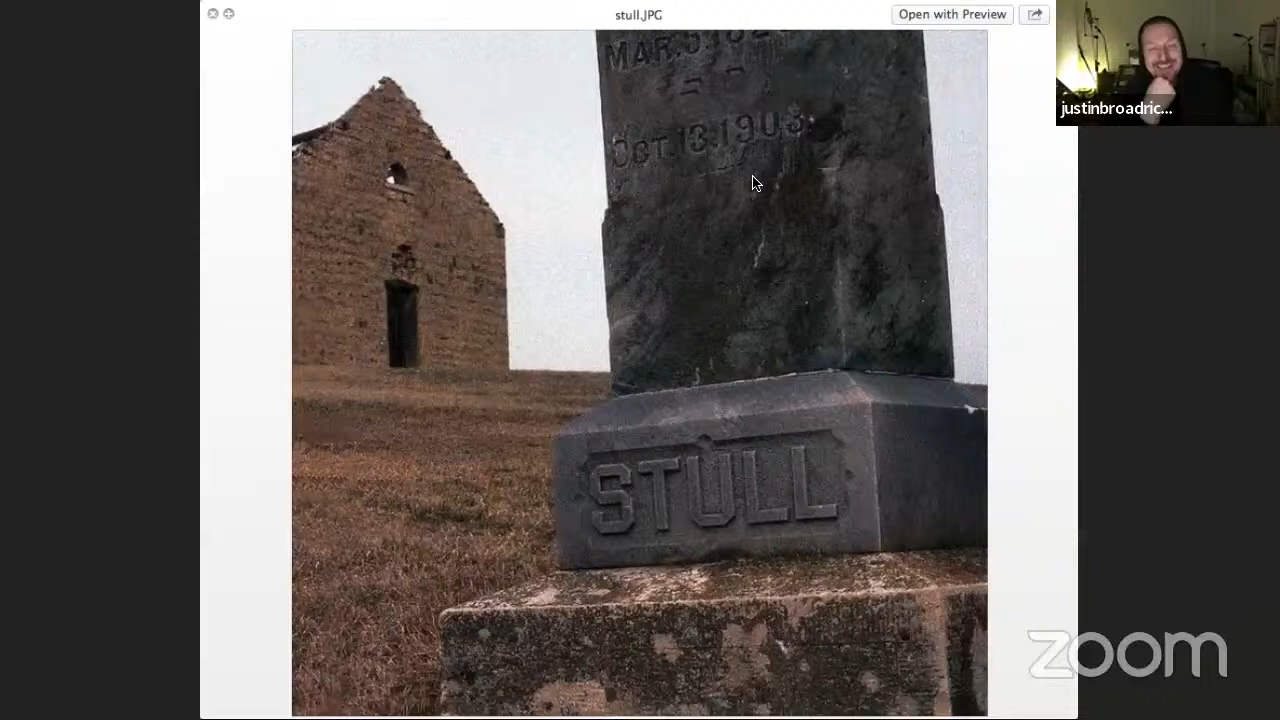 stull.JPG
Open with Preview
justinbroadric...
OCT.13.1903
STULL
zoom